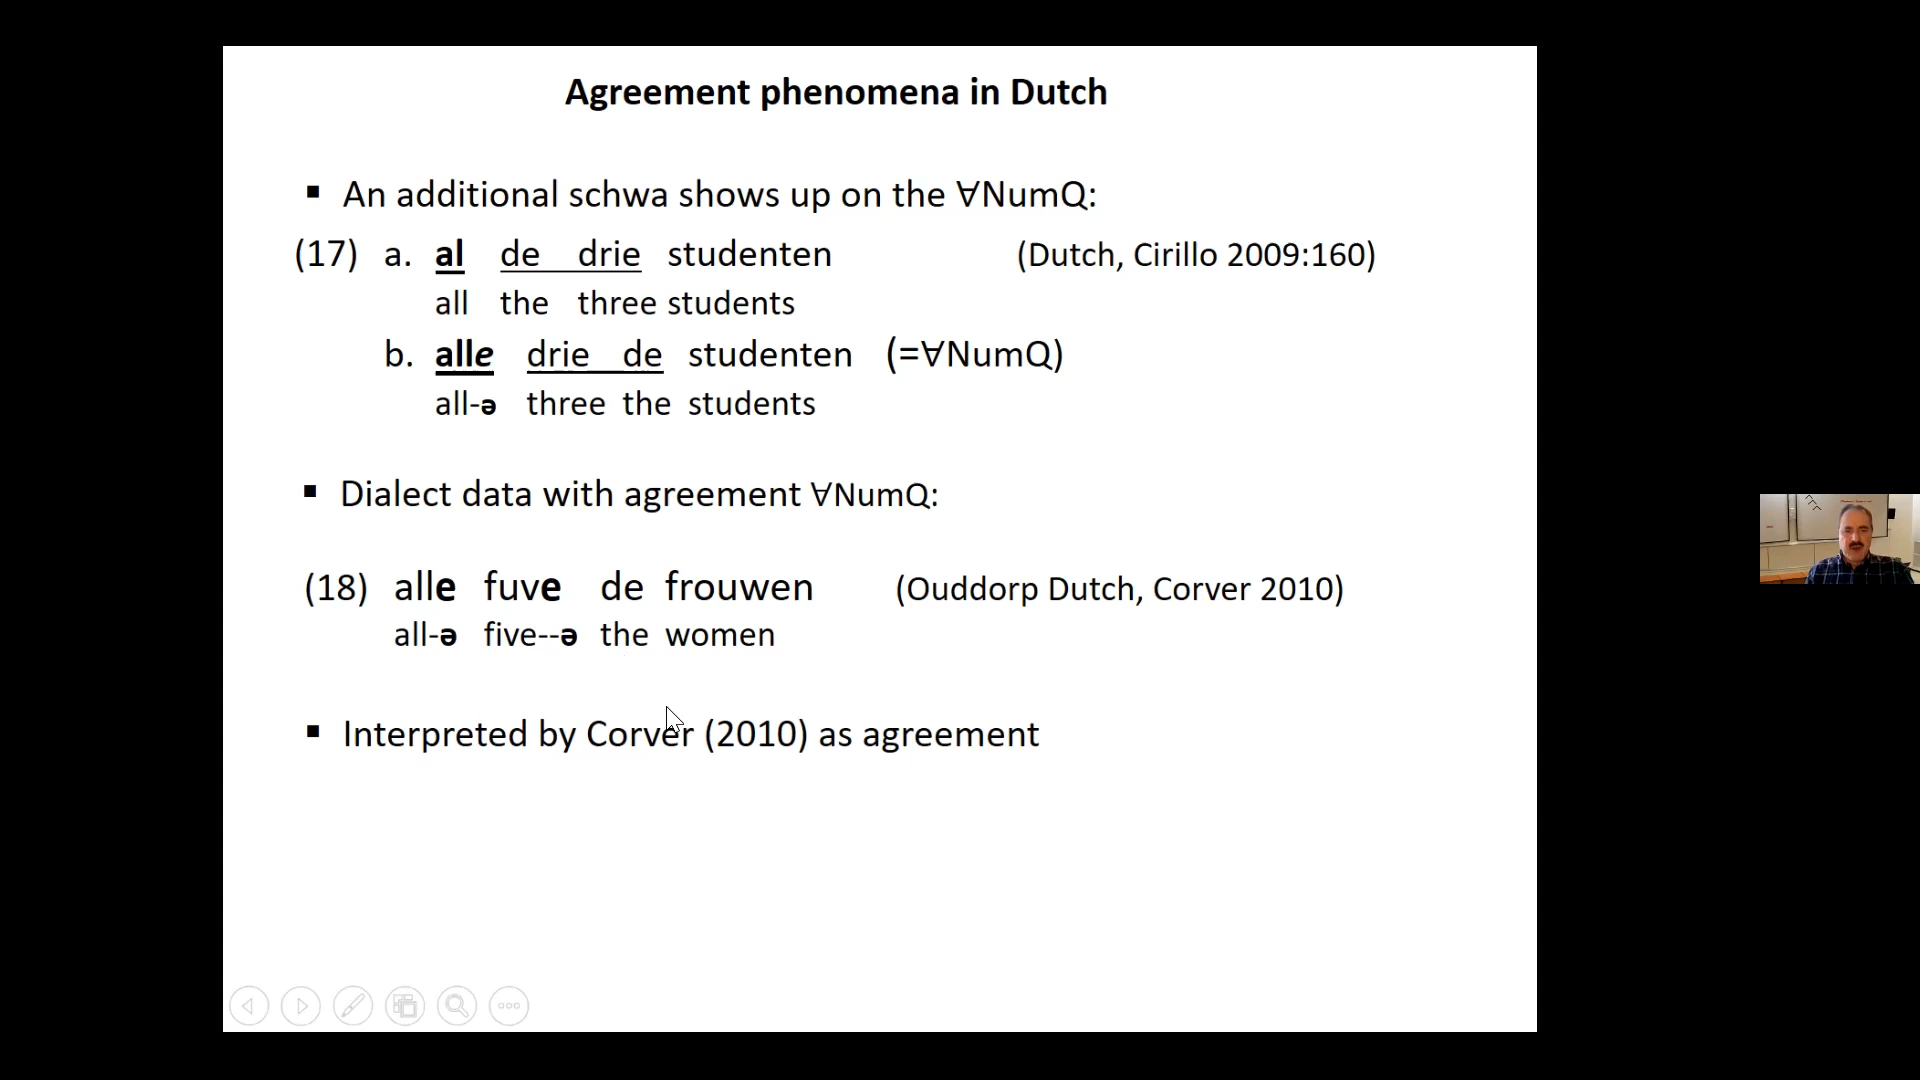 Agreement phenomena in Dutch
▪ An additional schwa shows up on the ∀NumQ:
(17) a. al de drie studenten (Dutch, Cirillo 2009:160)
all the three students
b. alle drie de studenten (=∀NumQ)
all-ə three the students
▪ Dialect data with agreement ∀NumQ:
(18) alle fuve de frouwen (Ouddorp Dutch, Corver 2010)
all-ə five--ə the women
▪ Interpreted by Corver (2010) as agreement